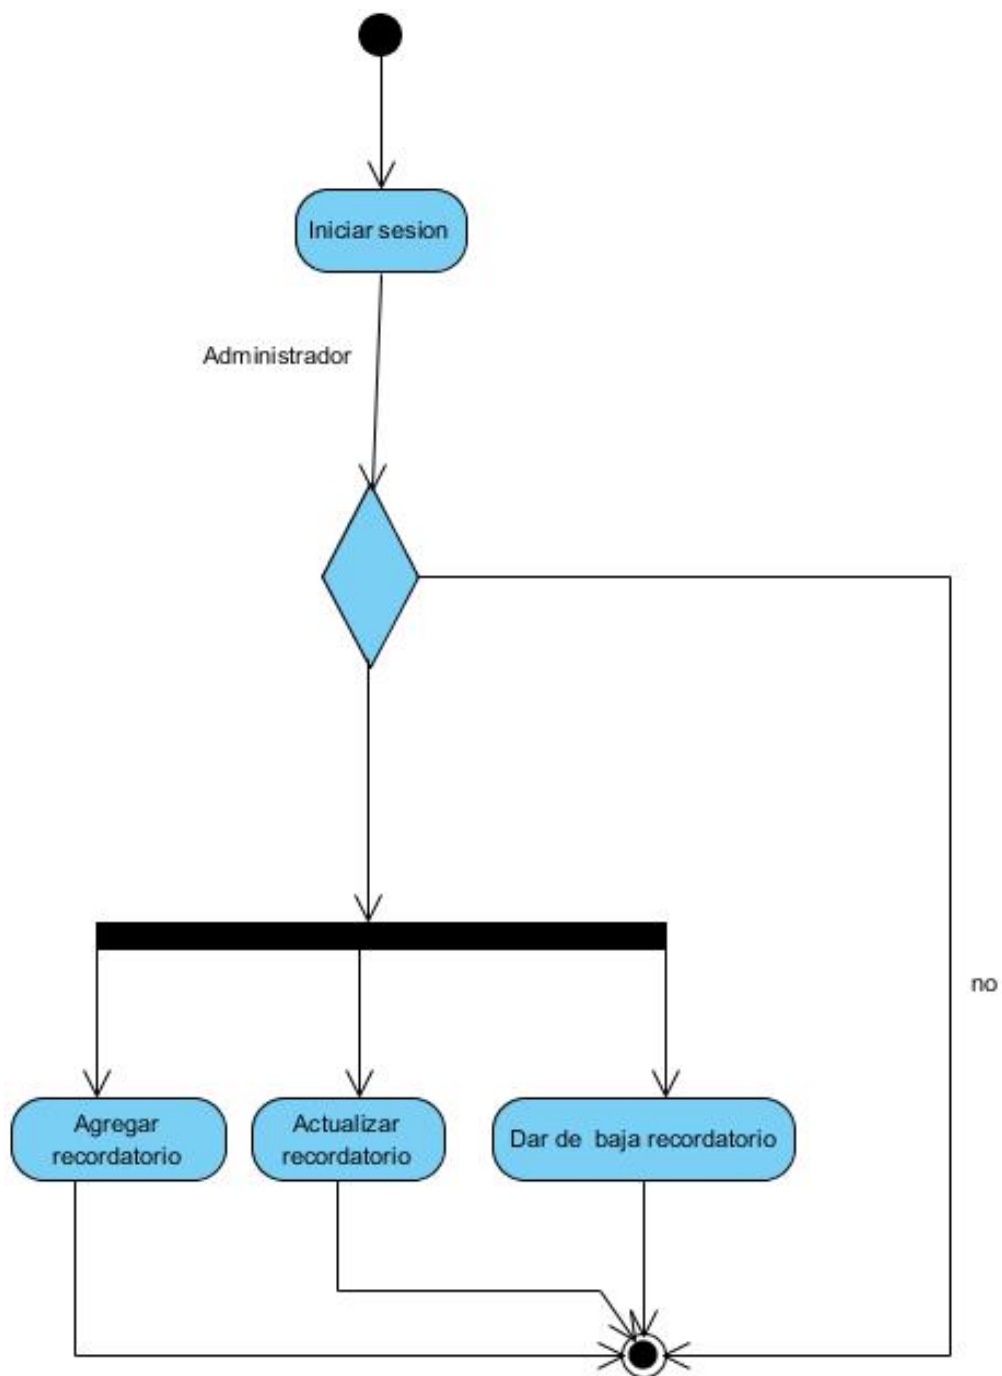 Iniciar sesion
Administrador
no
Agregar
recordatorio
Actualizar
recordatorio
Dar de baja recordatorio